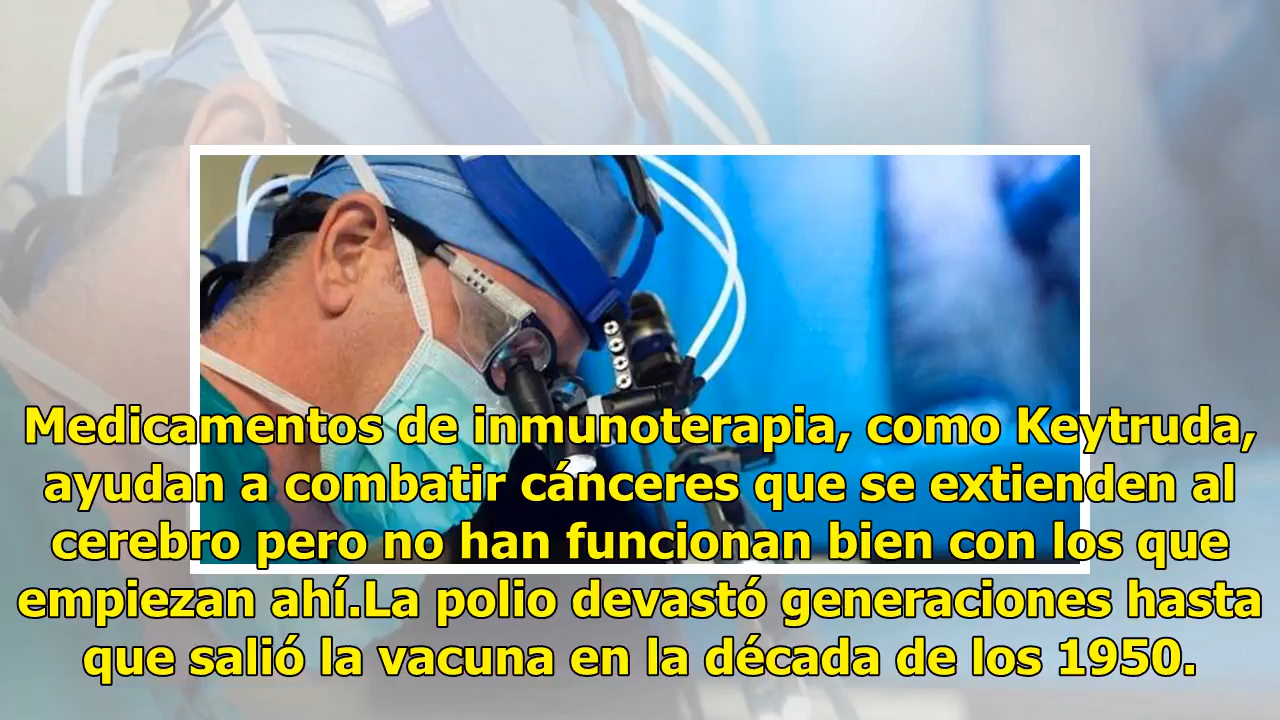 Medicamentos de inmunoterapia, como Keytruda,
ayudan a combatir cánceres que se extienden al
cerebro pero no han funcionan bien con los que
empiezan ahí.La polio devastó generaciones hasta
que salió la vacuna en la década de los 1950.